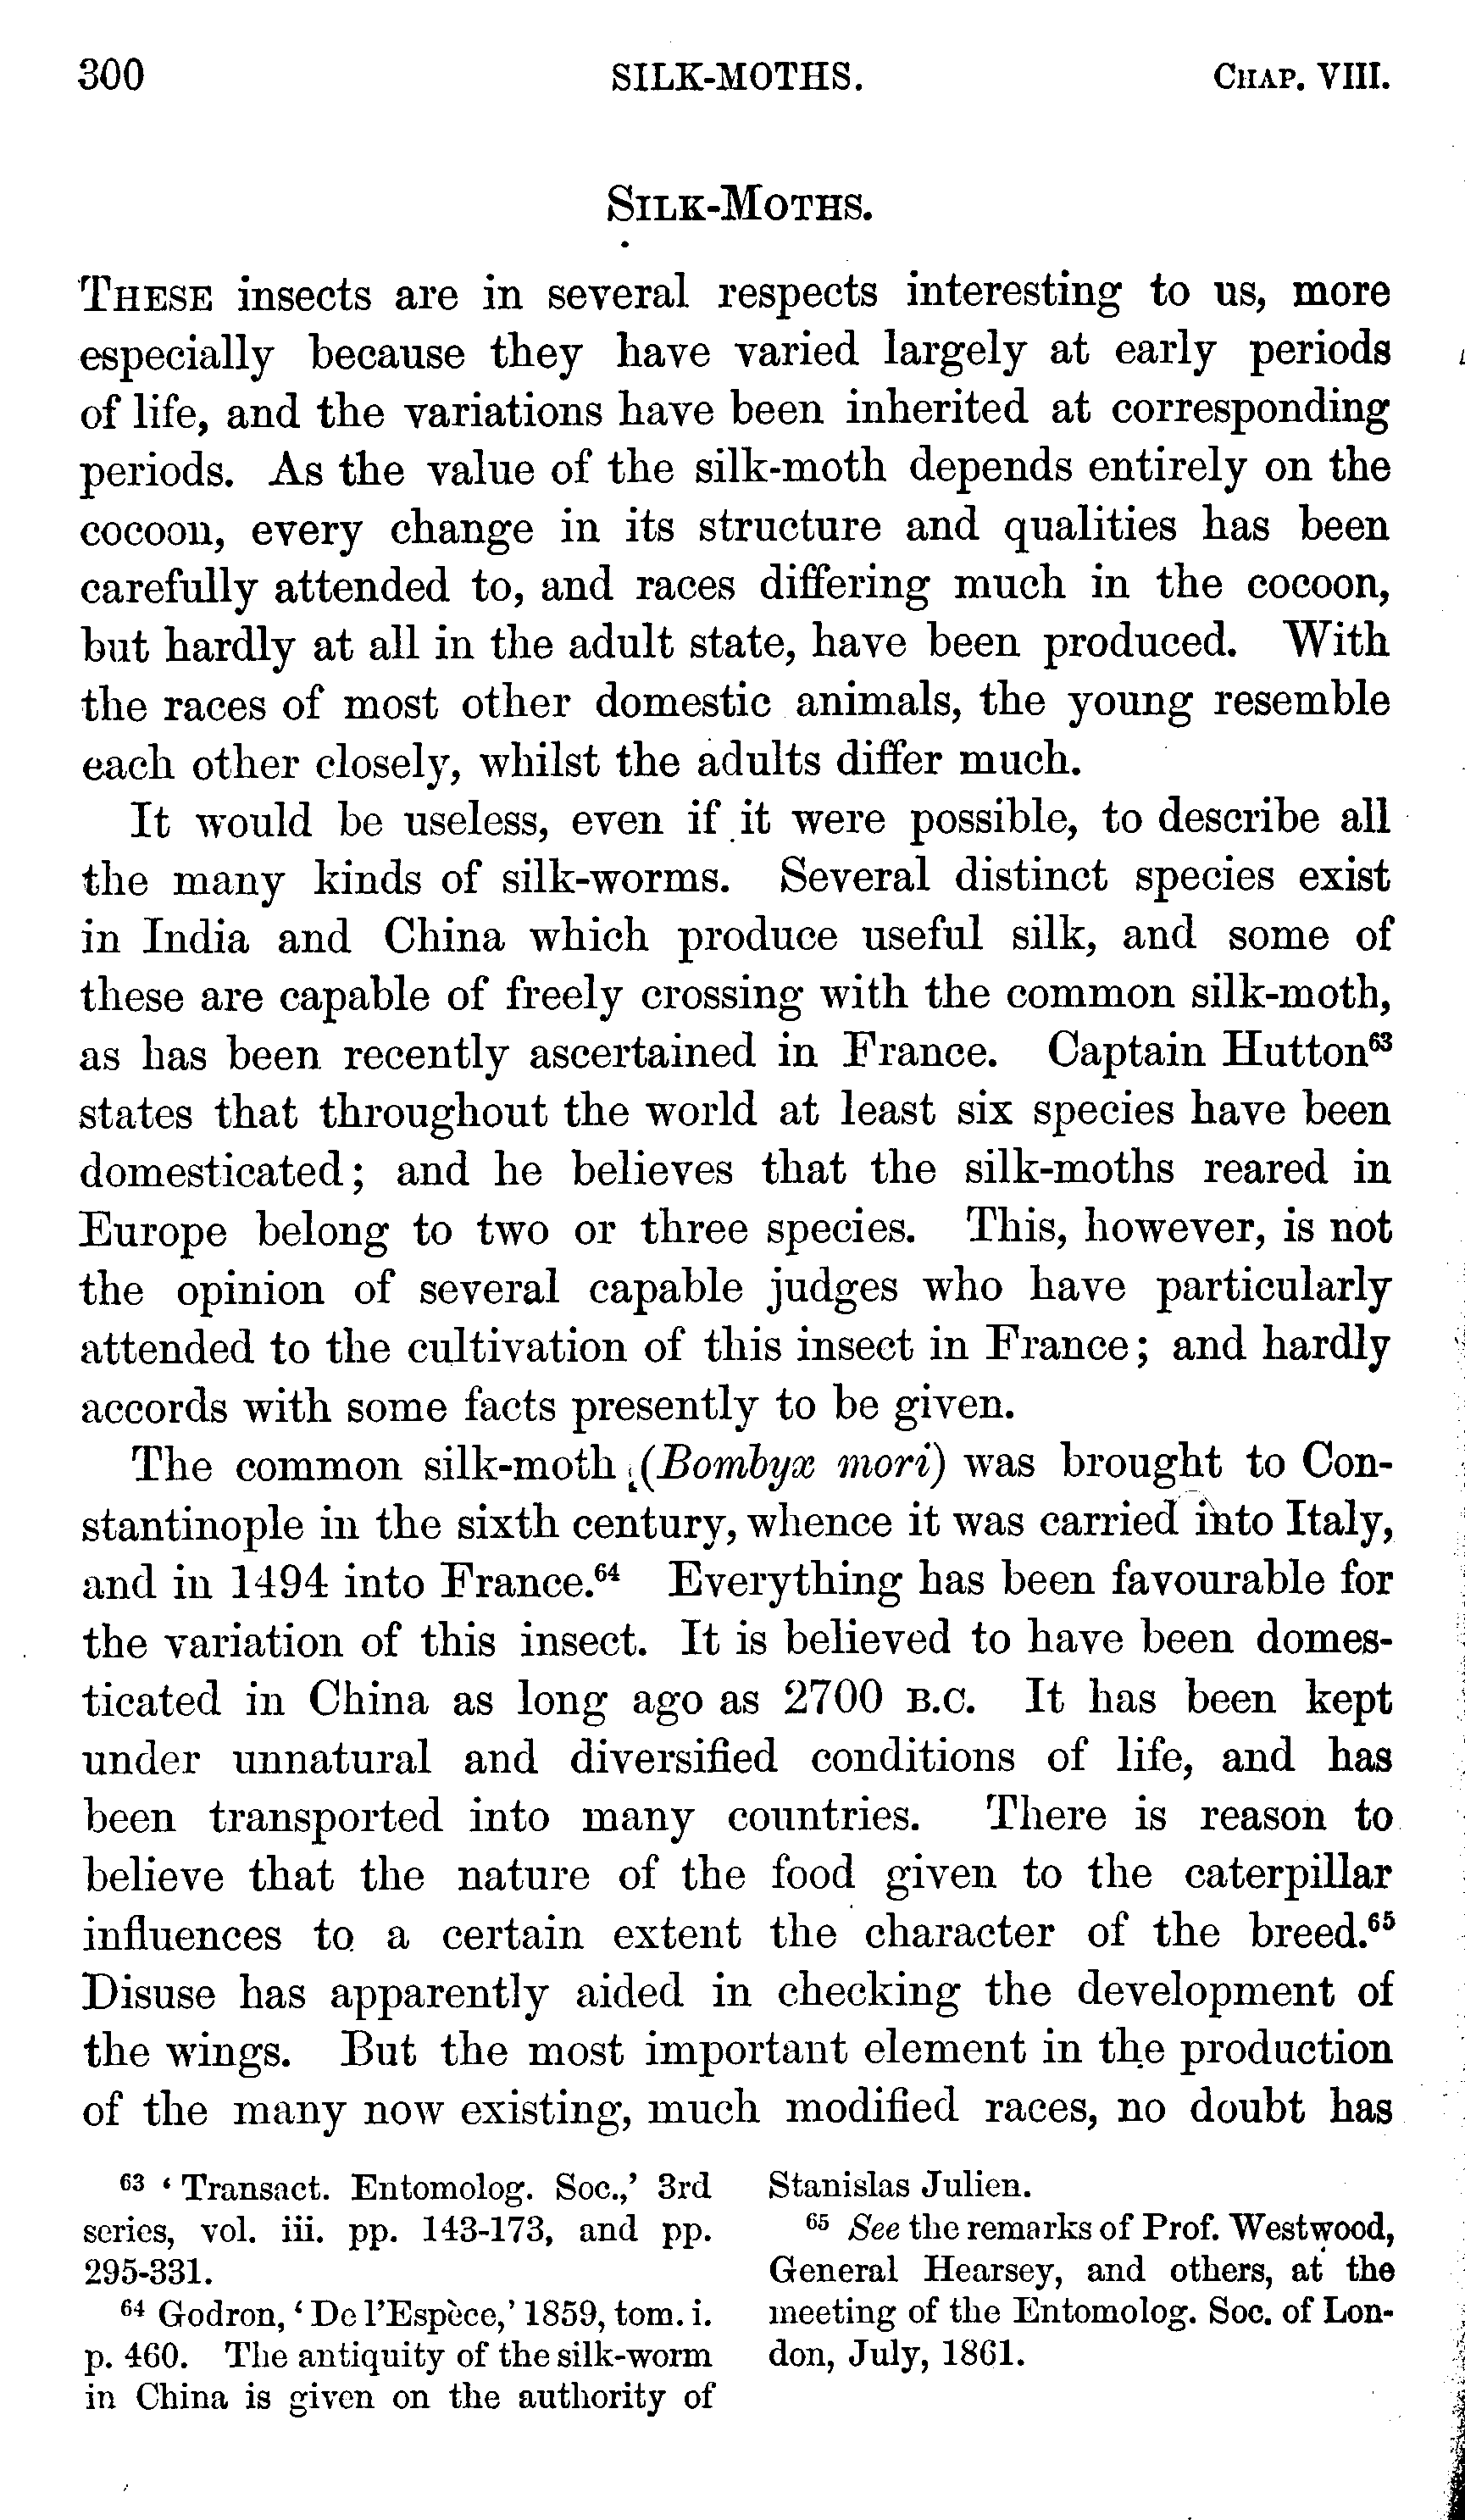 300 SILK-MOTHS. CHAP. VIII.
SILK-MOTHS.
THESE insects are in several respects interesting to us, more
especially because they have varied largely at early periods
of life, and the variations have been inherited at corresponding
periods. As the value of the silk-moth depends entirely on the
cocoon, every change in its structure and qualities has been
carefully attended to, and races differing much in the cocoon,
but hardly at all in the adult state, have been produced. With
the races of most other domestic animals, the young resemble
each other closely, whilst the adults differ much.
It would be useless, even if it were possible, to describe all
the many kinds of silk-worms. Several distinct species exist
in India and China which produce useful silk, and some of
these are capable of freely crossing with the common silk-moth,
as has been recently ascertained in France. Captain Hutton⁶³
states that throughout the world at least six species have been
domesticated; and he believes that the silk-moths reared in
Europe belong to two or three species. This, however, is not
the opinion of several capable judges who have particularly
attended to the cultivation of this insect in France; and hardly
accords with some facts presently to be given.
The common silk-moth (Bombyx mori) was brought to Con-
stantinople in the sixth century, whence it was carried into Italy,
and in 1494 into France.⁶⁴ Everything has been favourable for
the variation of this insect. It is believed to have been domes-
ticated in China as long ago as 2700 B.C. It has been kept
under unnatural and diversified conditions of life, and has
been transported into many countries. There is reason to
believe that the nature of the food given to the caterpillar
influences to a certain extent the character of the breed.⁶⁵
Disuse has apparently aided in checking the development of
the wings. But the most important element in the production
of the many now existing, much modified races, no doubt has
⁶³ 'Transact. Entomolog. Soc.,' 3rd
series, vol. iii. pp. 143-173, and pp.
295-331.
⁶⁴ Godron, 'De l'Espèce,' 1859, tom. i.
p. 460. The antiquity of the silk-worm
in China is given on the authority of
Stanislas Julien.
⁶⁵ See the remarks of Prof. Westwood,
General Hearsey, and others, at the
meeting of the Entomolog. Soc. of Lon-
don, July, 1861.